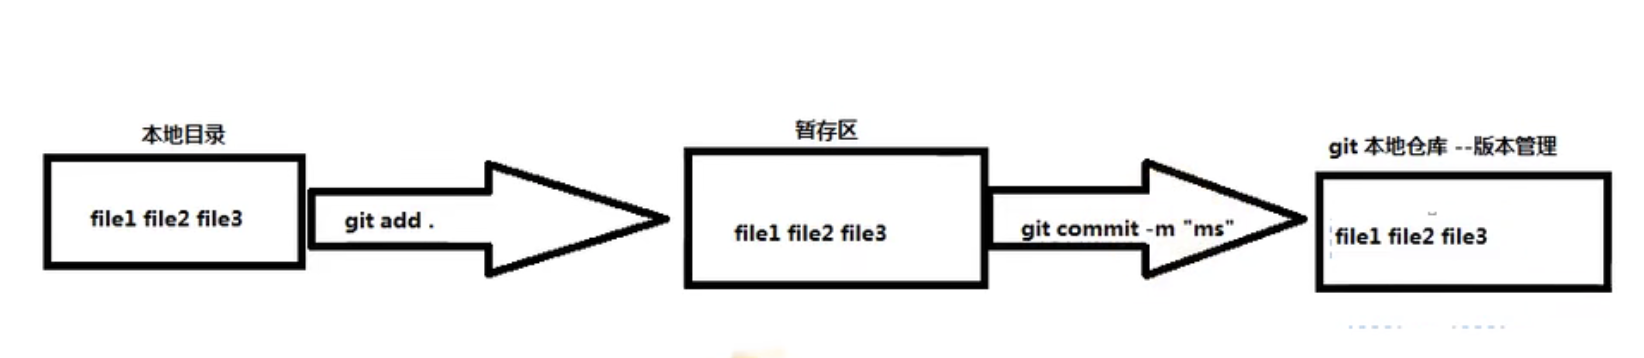 本地目录
file1 file2 file3
git add .
暂存区
file1 file2 file3
git commit -m "ms"
git 本地仓库 --版本管理
file1 file2 file3